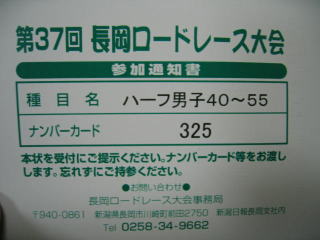 第37回 長岡ロードレース大会
参加通知書
種目名 ハーフ男子40～55
ナンバーカード 325
本状を受付にご提示ください。ナンバーカード等をお渡し
します。忘れずにご持参ください。
●お問い合わせ●
長岡ロードレース大会事務局
〒940-0861 新潟県長岡市川崎町前田2750 新潟日報長岡支社内
Tel 0258-34-9662